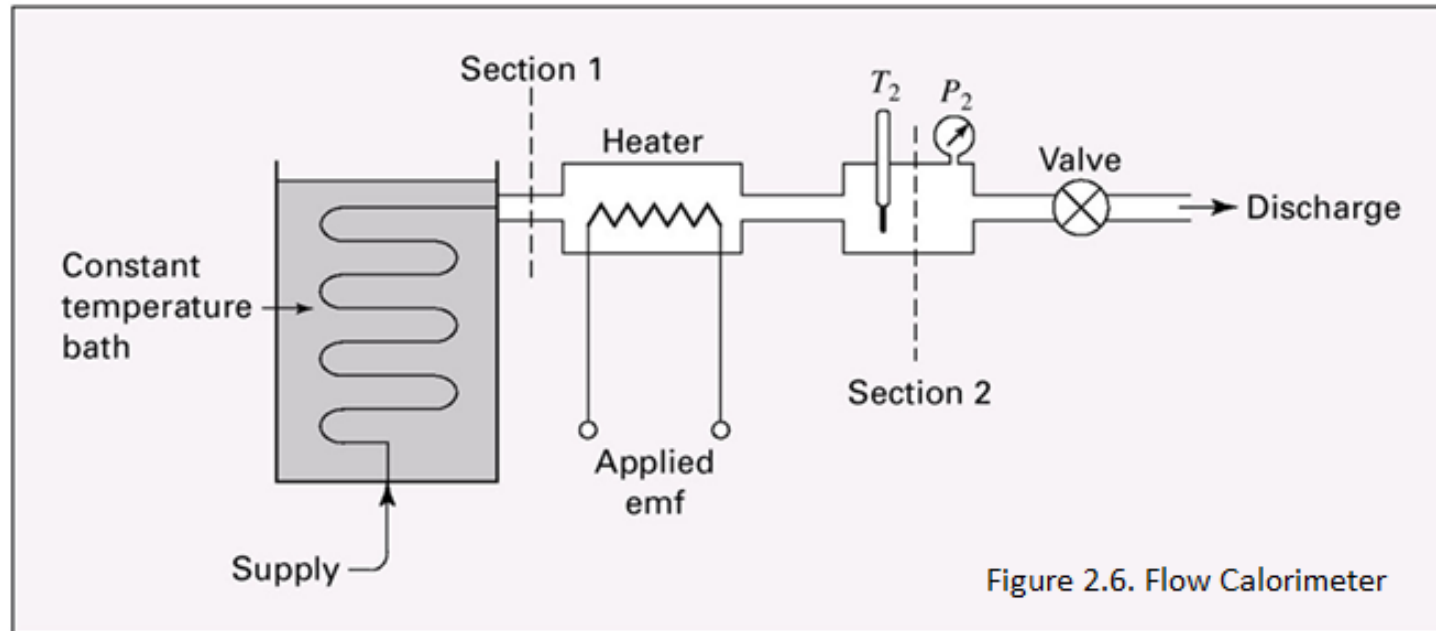 Section 1
T₂
P₂
Heater
Valve
Discharge
Constant
temperature
bath
Section 2
Applied
emf
Supply
Figure 2.6. Flow Calorimeter